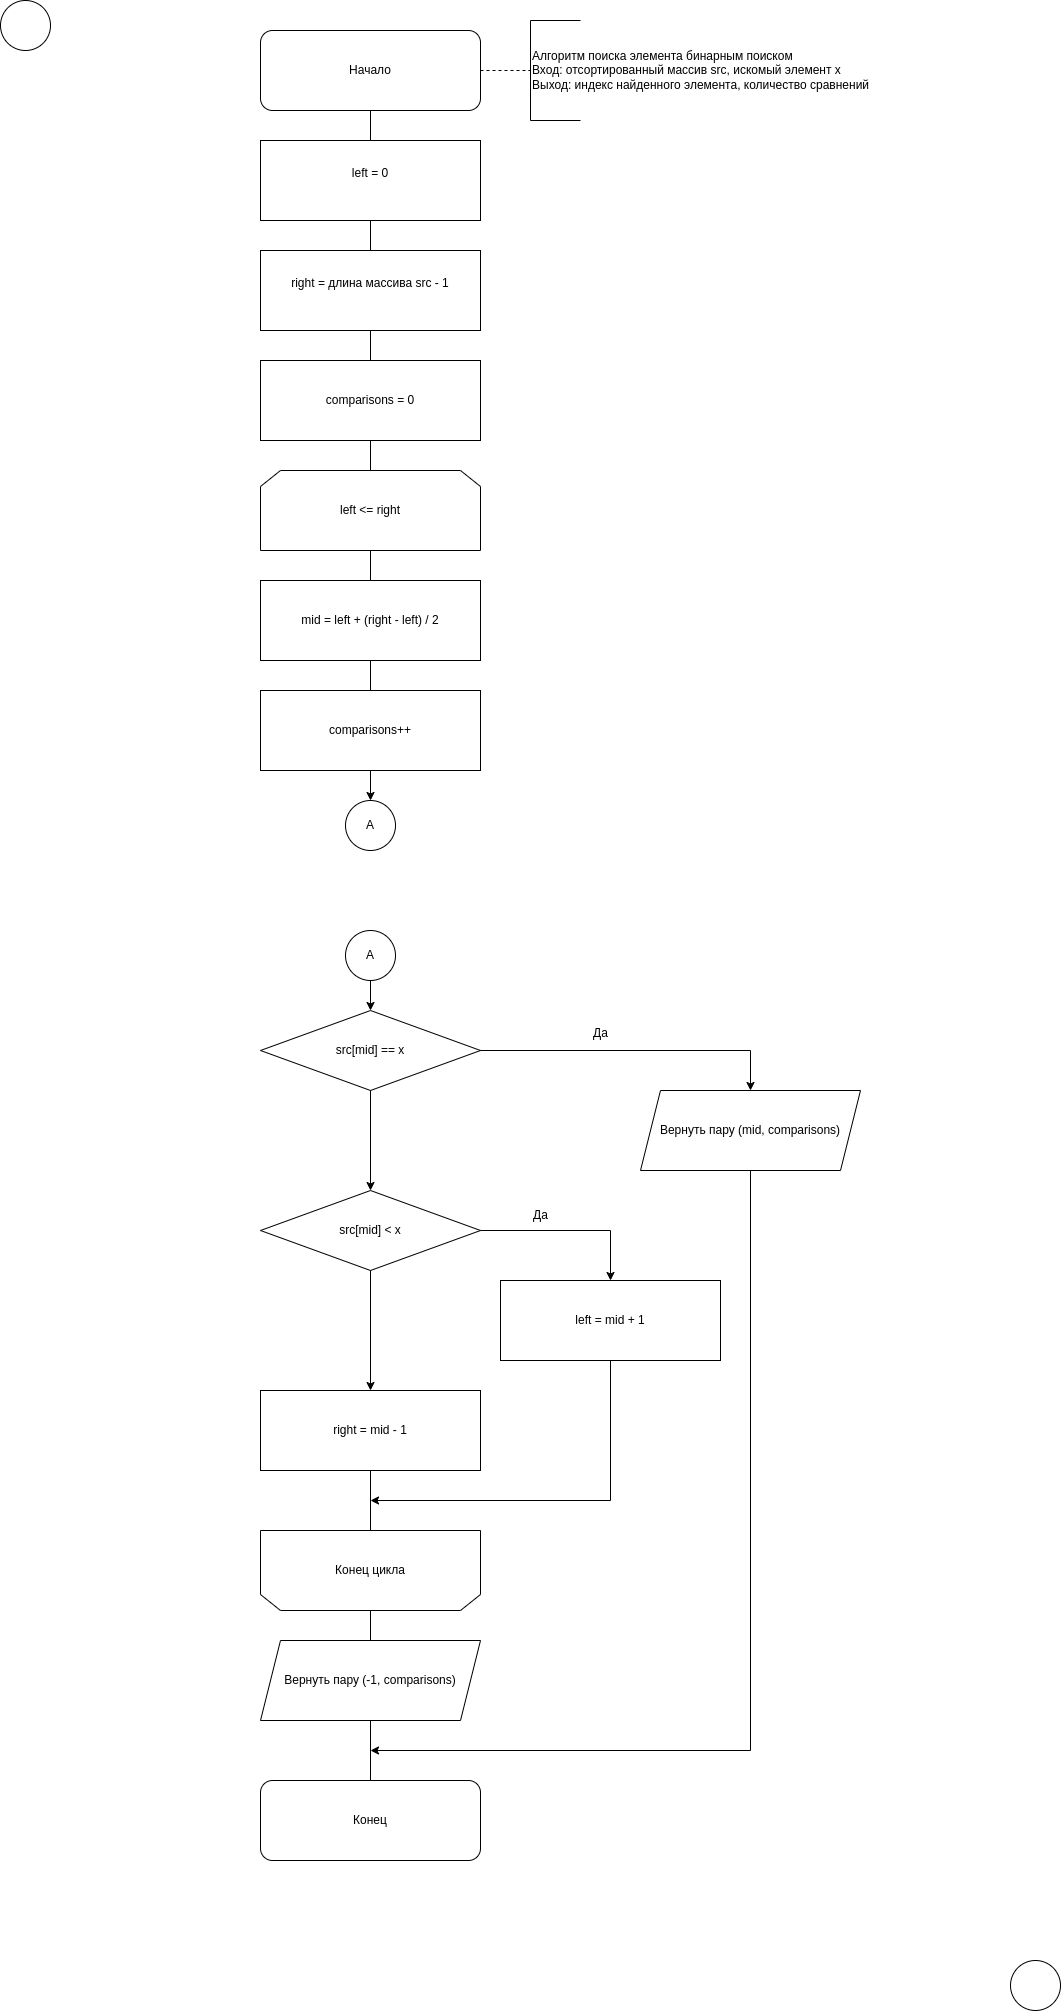 Начало
Алгоритм поиска элемента бинарным поиском
Вход: отсортированный массив src, искомый элемент x
Выход: индекс найденного элемента, количество сравнений
left = 0
right = длина массива src - 1
comparisons = 0
left <= right
mid = left + (right - left) / 2
comparisons++
A
A
src[mid] == x
Да
Вернуть пару (mid, comparisons)
src[mid] < x
Да
left = mid + 1
right = mid - 1
Конец цикла
Вернуть пару (-1, comparisons)
Конец